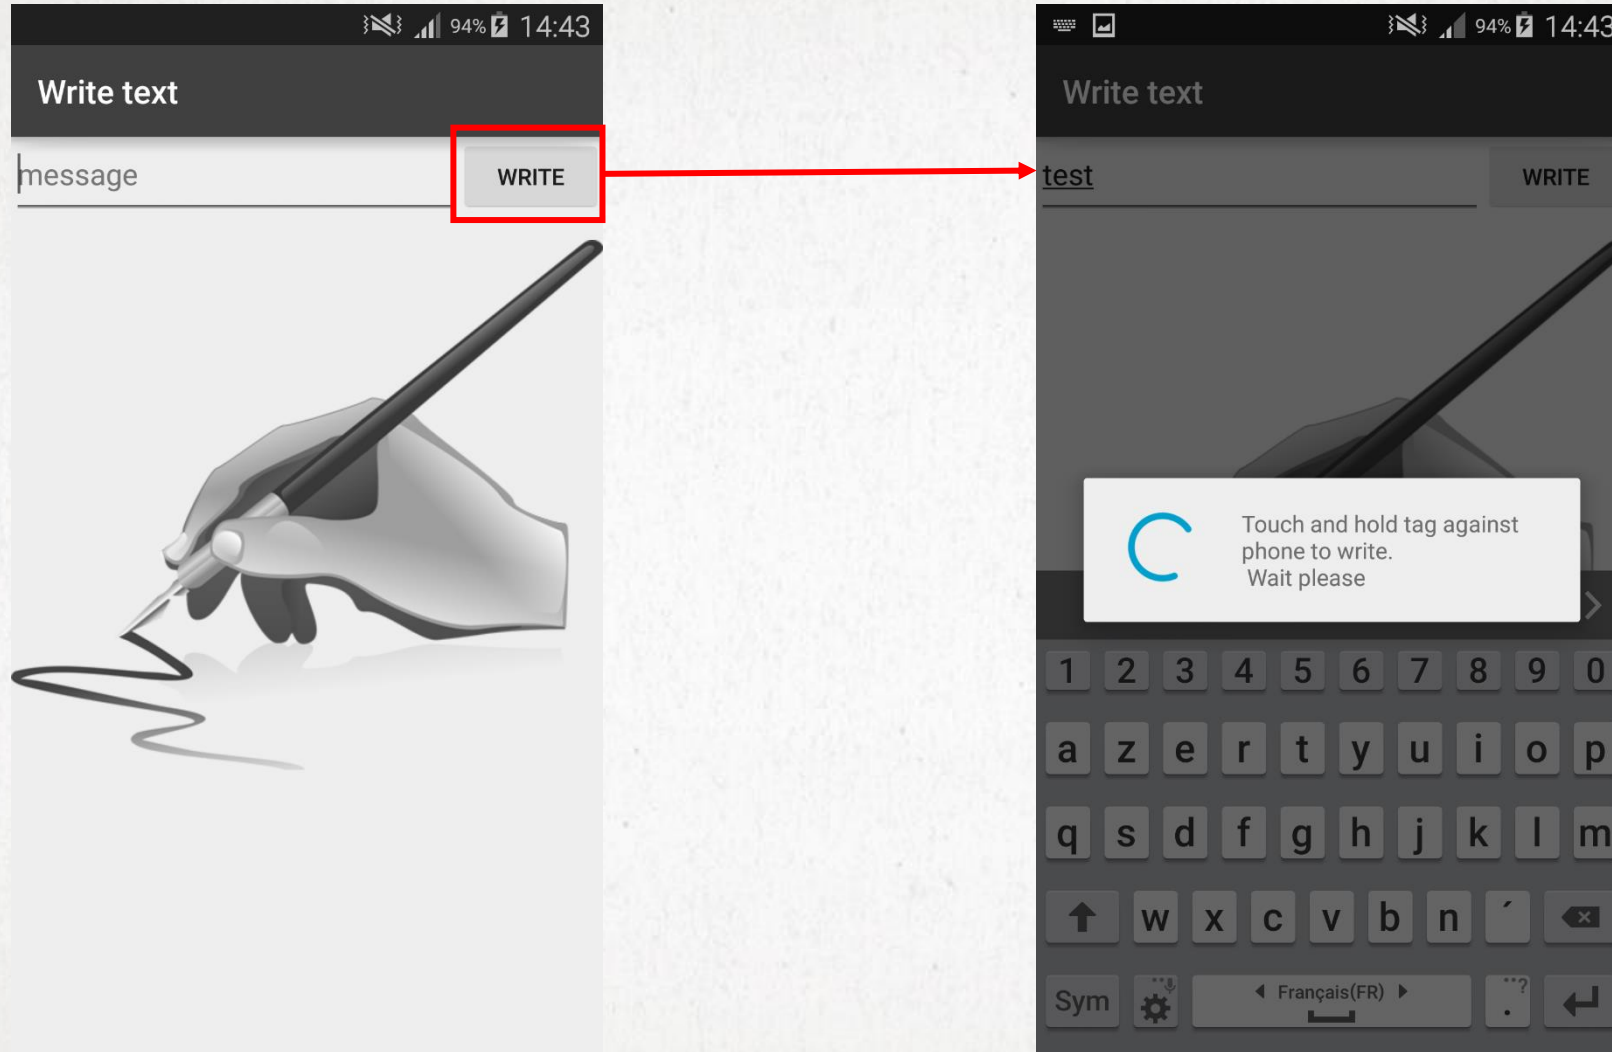 94% 14:43
Write text
message
WRITE
94% 14:43
Write text
test
WRITE
Touch and hold tag against
phone to write.
Wait please
1 2 3 4 5 6 7 8 9 0
a z e r t y u i o p
q s d f g h j k l m
w x c v b n ´
Sym Français(FR) . ?